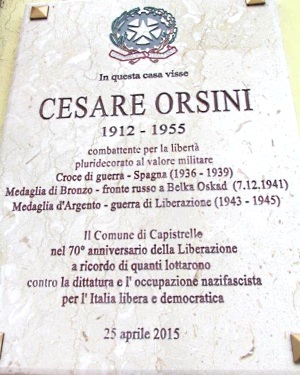 In questa casa visse
CESARE ORSINI
1912 - 1955
combattente per la libertà
pluridecorato al valore militare
Croce di guerra - Spagna (1936 - 1939)
Medaglia di Bronzo - fronte russo a Belka Oskad (7.12.1941)
Medaglia d'Argento - guerra di Liberazione (1943 - 1945)
Il Comune di Capistrello
nel 70° anniversario della Liberazione
a ricordo di quanti lottarono
contro la dittatura e l' occupazione nazifascista
per l' Italia libera e democratica
25 aprile 2015